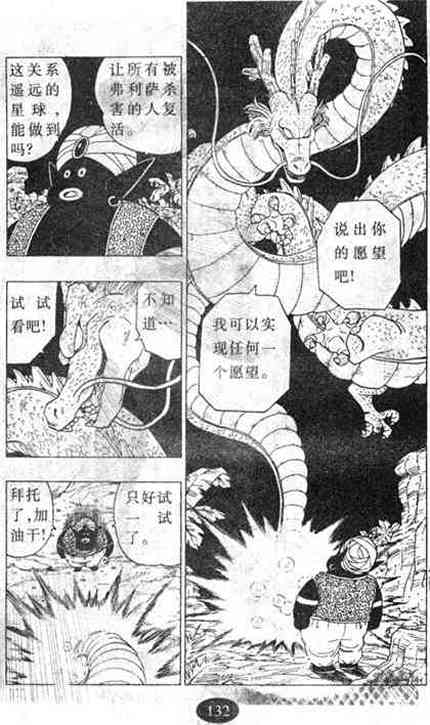 说出你
的愿望
吧!
我可以实
现任何一
个愿望。
让所有被
弗利萨杀
害的人复
活。
这关系
遥远的
星球,
能做到
吗?
不知
道…
试试
看吧!
只好试
一试
了。
拜托
了,加
油干!
132